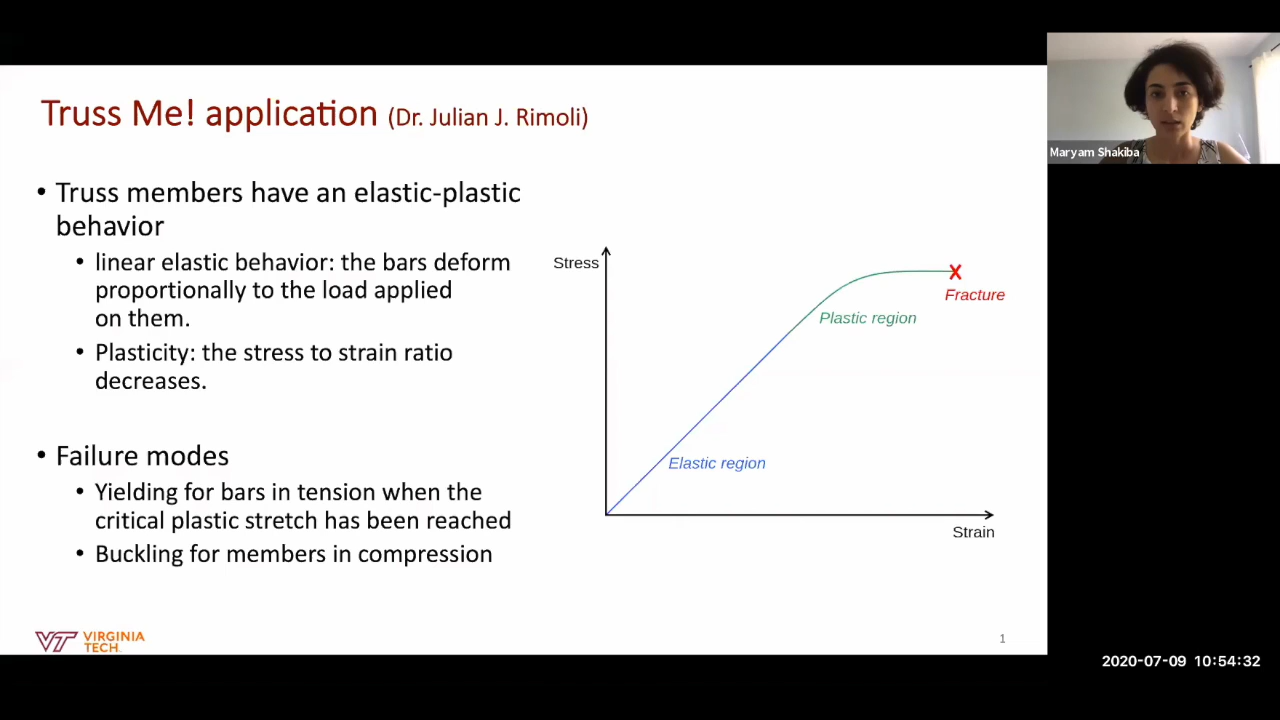 Truss Me! application (Dr. Julian J. Rimoli)
• Truss members have an elastic-plastic
behavior
• linear elastic behavior: the bars deform
proportionally to the load applied
on them.
• Plasticity: the stress to strain ratio
decreases.
• Failure modes
• Yielding for bars in tension when the
critical plastic stretch has been reached
• Buckling for members in compression
Stress
X
Fracture
Plastic region
Elastic region
Strain
VT VIRGINIA
TECH.
1
Maryam Shakiba
2020-07-09 10:54:32